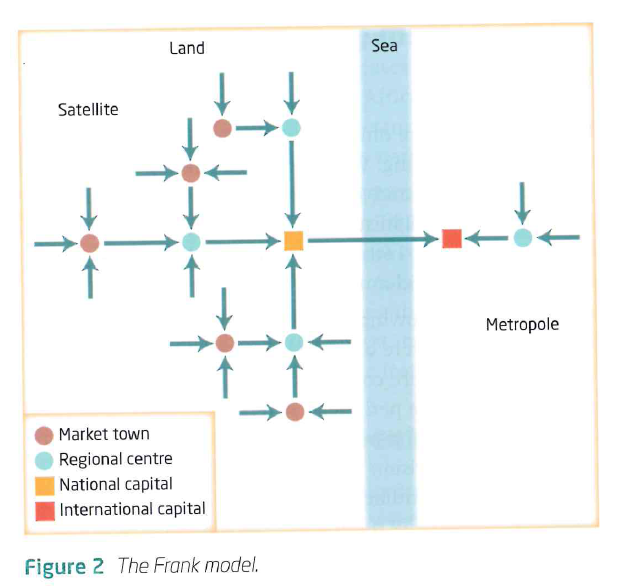 Land
Sea
Satellite
Metropole
Market town
Regional centre
National capital
International capital
Figure 2 The Frank model.